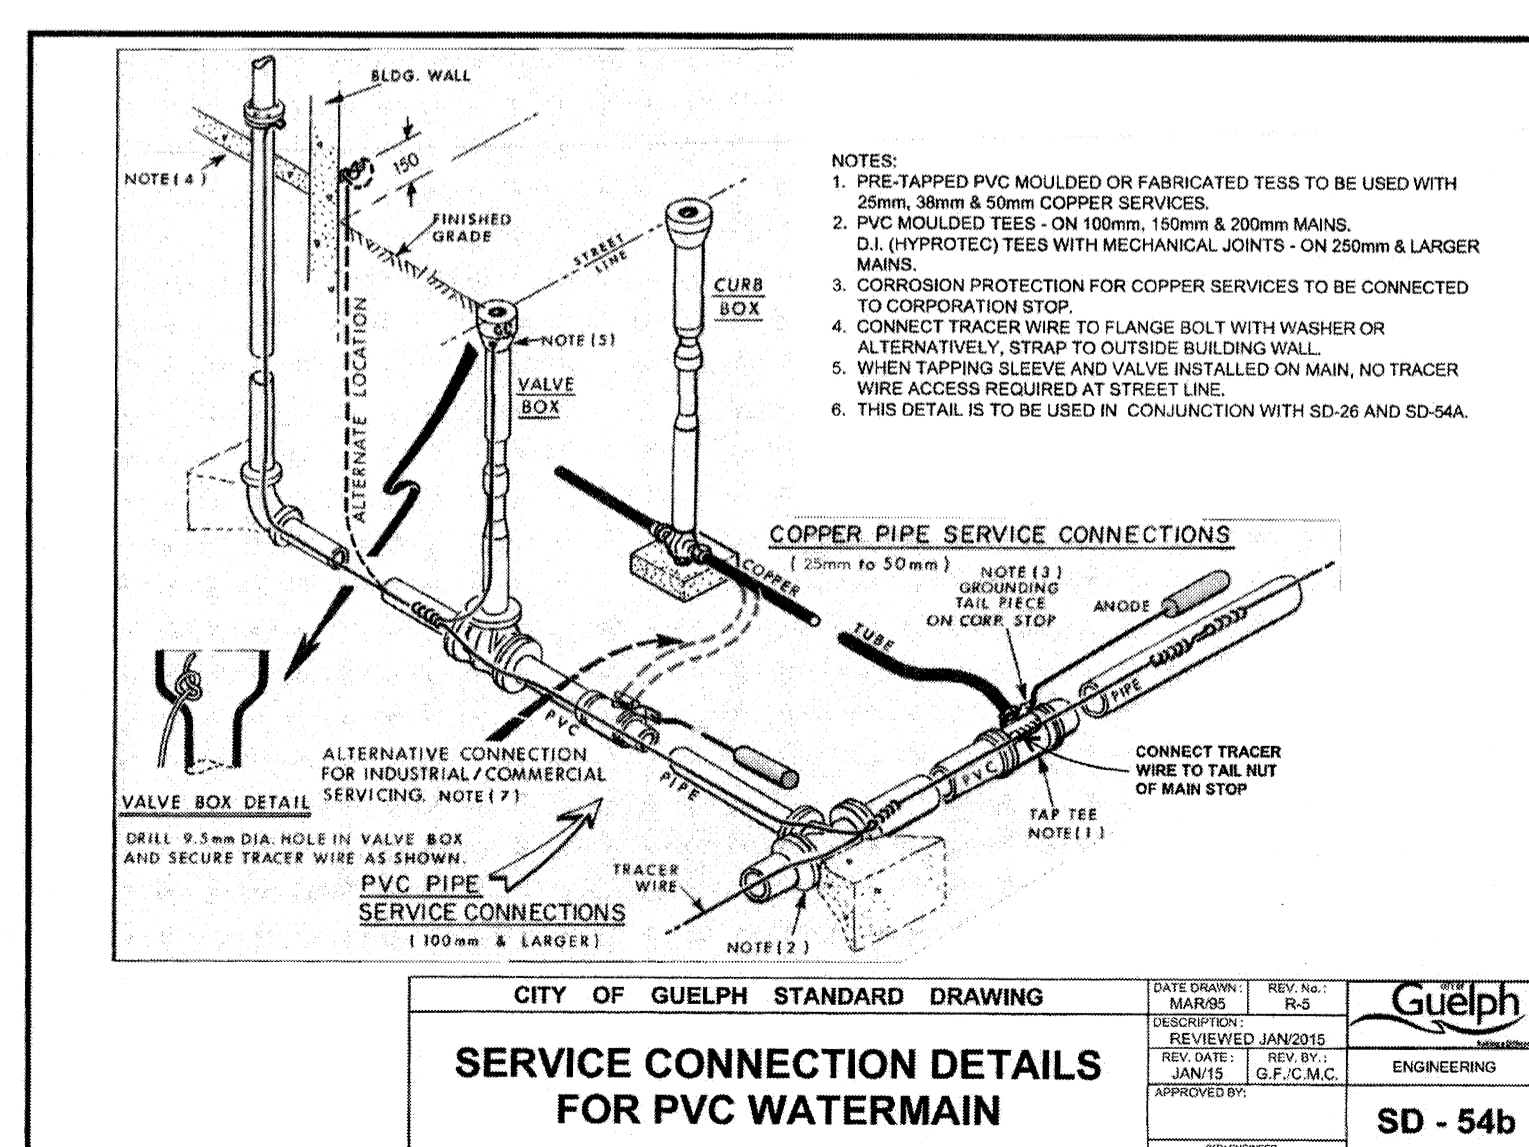 BLDG. WALL
150
NOTE (4)
FINISHED
GRADE
STREET
LINE
ALTERNATE LOCATION
NOTE (5)
VALVE
BOX
CURB
BOX
NOTES:
1. PRE-TAPPED PVC MOULDED OR FABRICATED TESS TO BE USED WITH
25mm, 38mm & 50mm COPPER SERVICES.
2. PVC MOULDED TEES - ON 100mm, 150mm & 200mm MAINS.
D.I. (HYPROTEC) TEES WITH MECHANICAL JOINTS - ON 250mm & LARGER
MAINS.
3. CORROSION PROTECTION FOR COPPER SERVICES TO BE CONNECTED
TO CORPORATION STOP.
4. CONNECT TRACER WIRE TO FLANGE BOLT WITH WASHER OR
ALTERNATIVELY, STRAP TO OUTSIDE BUILDING WALL.
5. WHEN TAPPING SLEEVE AND VALVE INSTALLED ON MAIN, NO TRACER
WIRE ACCESS REQUIRED AT STREET LINE.
6. THIS DETAIL IS TO BE USED IN CONJUNCTION WITH SD-26 AND SD-54A.
COPPER PIPE SERVICE CONNECTIONS
(25mm to 50mm)
COPPER
TUBE
NOTE (3)
GROUNDING
TAIL PIECE
ON CORP. STOP
ANODE
PIPE
PVC
CONNECT TRACER
WIRE TO TAIL NUT
OF MAIN STOP
TAP TEE
NOTE (1)
PVC
PIPE
ALTERNATIVE CONNECTION
FOR INDUSTRIAL/COMMERCIAL
SERVICING. NOTE (7)
VALVE BOX DETAIL
DRILL 9.5mm DIA. HOLE IN VALVE BOX
AND SECURE TRACER WIRE AS SHOWN.
PVC PIPE
SERVICE CONNECTIONS
(100mm & LARGER)
TRACER
WIRE
NOTE (2)
CITY OF GUELPH STANDARD DRAWING
SERVICE CONNECTION DETAILS
FOR PVC WATERMAIN
DATE DRAWN:
MAR/95
REV. No.:
R-5
DESCRIPTION:
REVIEWED JAN/2015
REV. DATE:
JAN/15
REV. BY.:
G.F./C.M.C.
APPROVED BY:
CITY OF
Guelph
ENGINEERING
SD - 54b